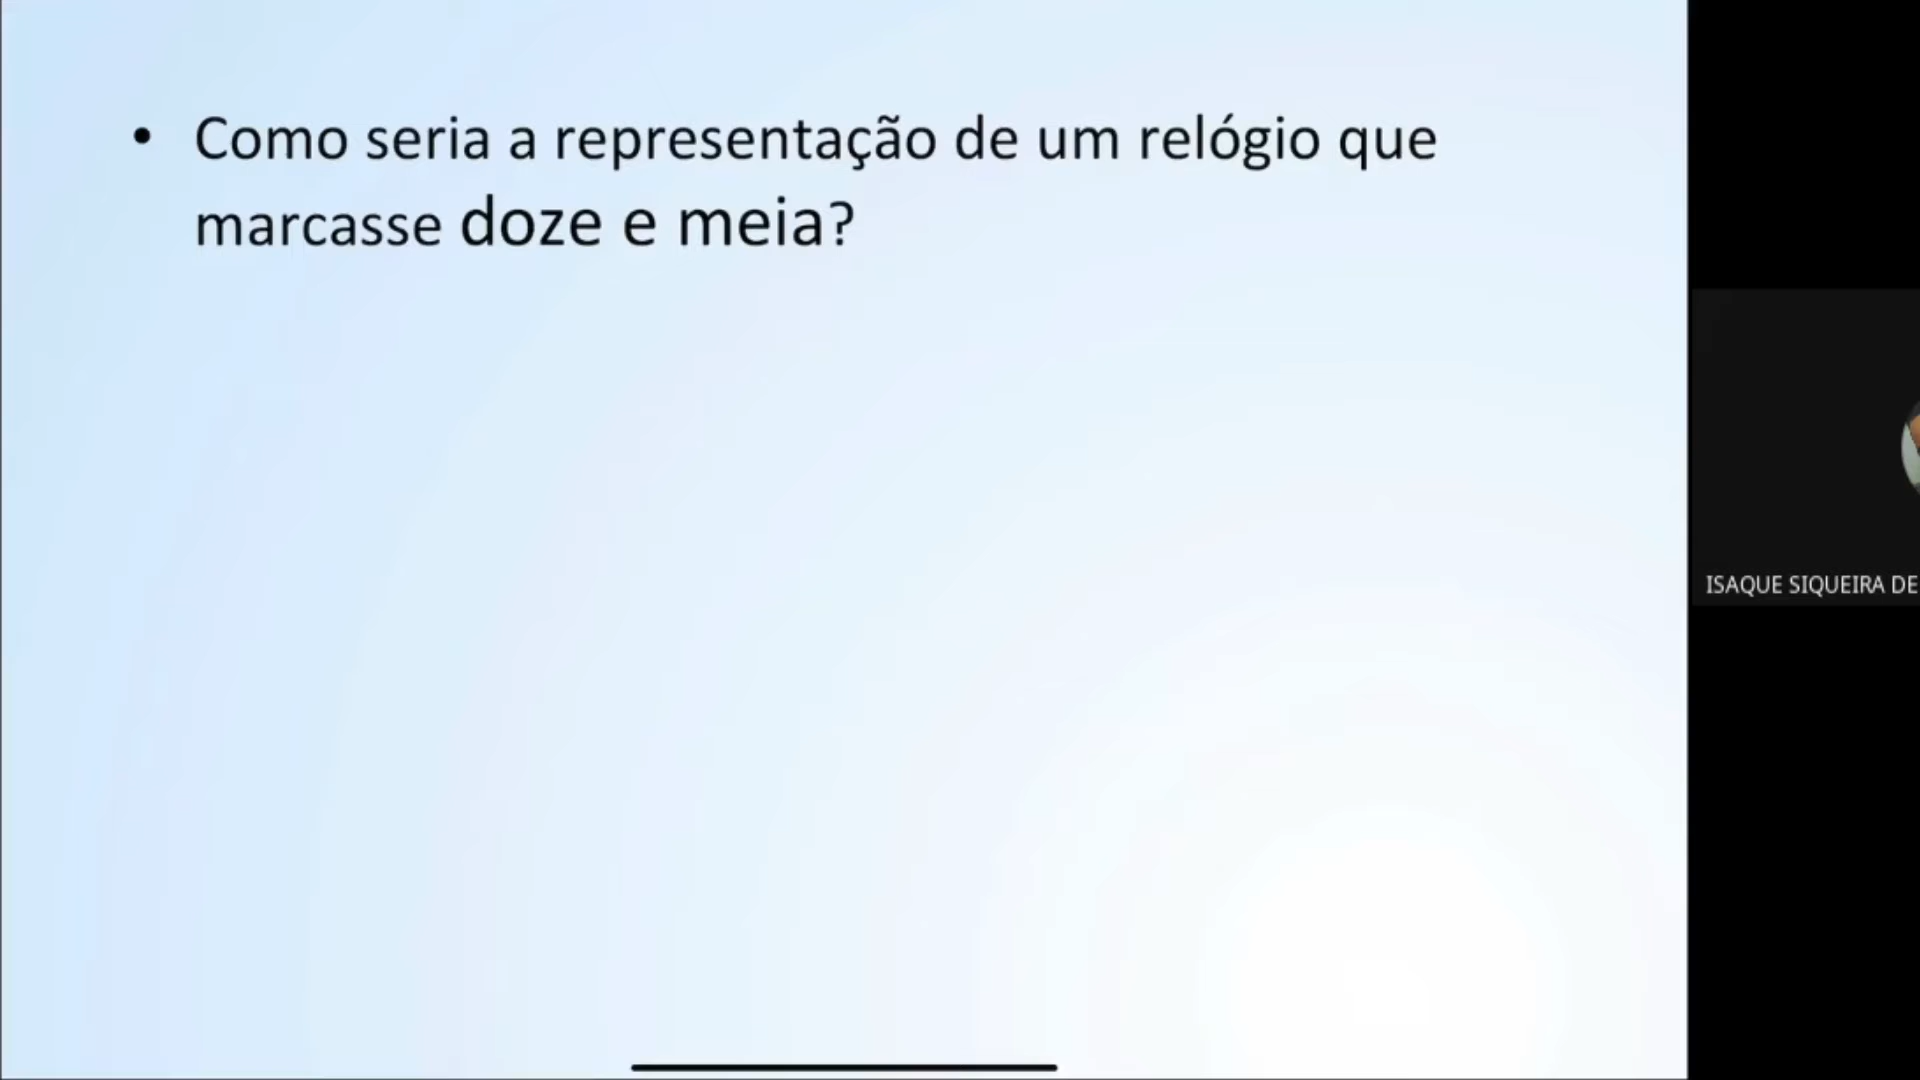 • Como seria a representação de um relógio que
marcasse doze e meia?
ISAQUE SIQUEIRA DE